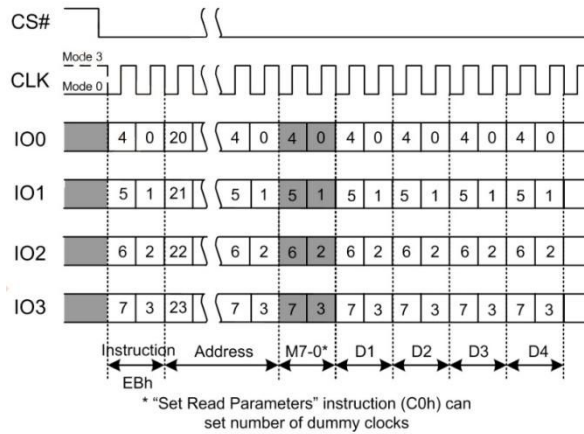 CS#
Mode 3
CLK
Mode 0
IO0 4 0 20 4 0 4 0 4 0 4 0 4 0 4 0
IO1 5 1 21 5 1 5 1 5 1 5 1 5 1 5 1
IO2 6 2 22 6 2 6 2 6 2 6 2 6 2 6 2
IO3 7 3 23 7 3 7 3 7 3 7 3 7 3 7 3
Instruction Address M7-0* D1 D2 D3 D4
EBh
* "Set Read Parameters" instruction (C0h) can
set number of dummy clocks